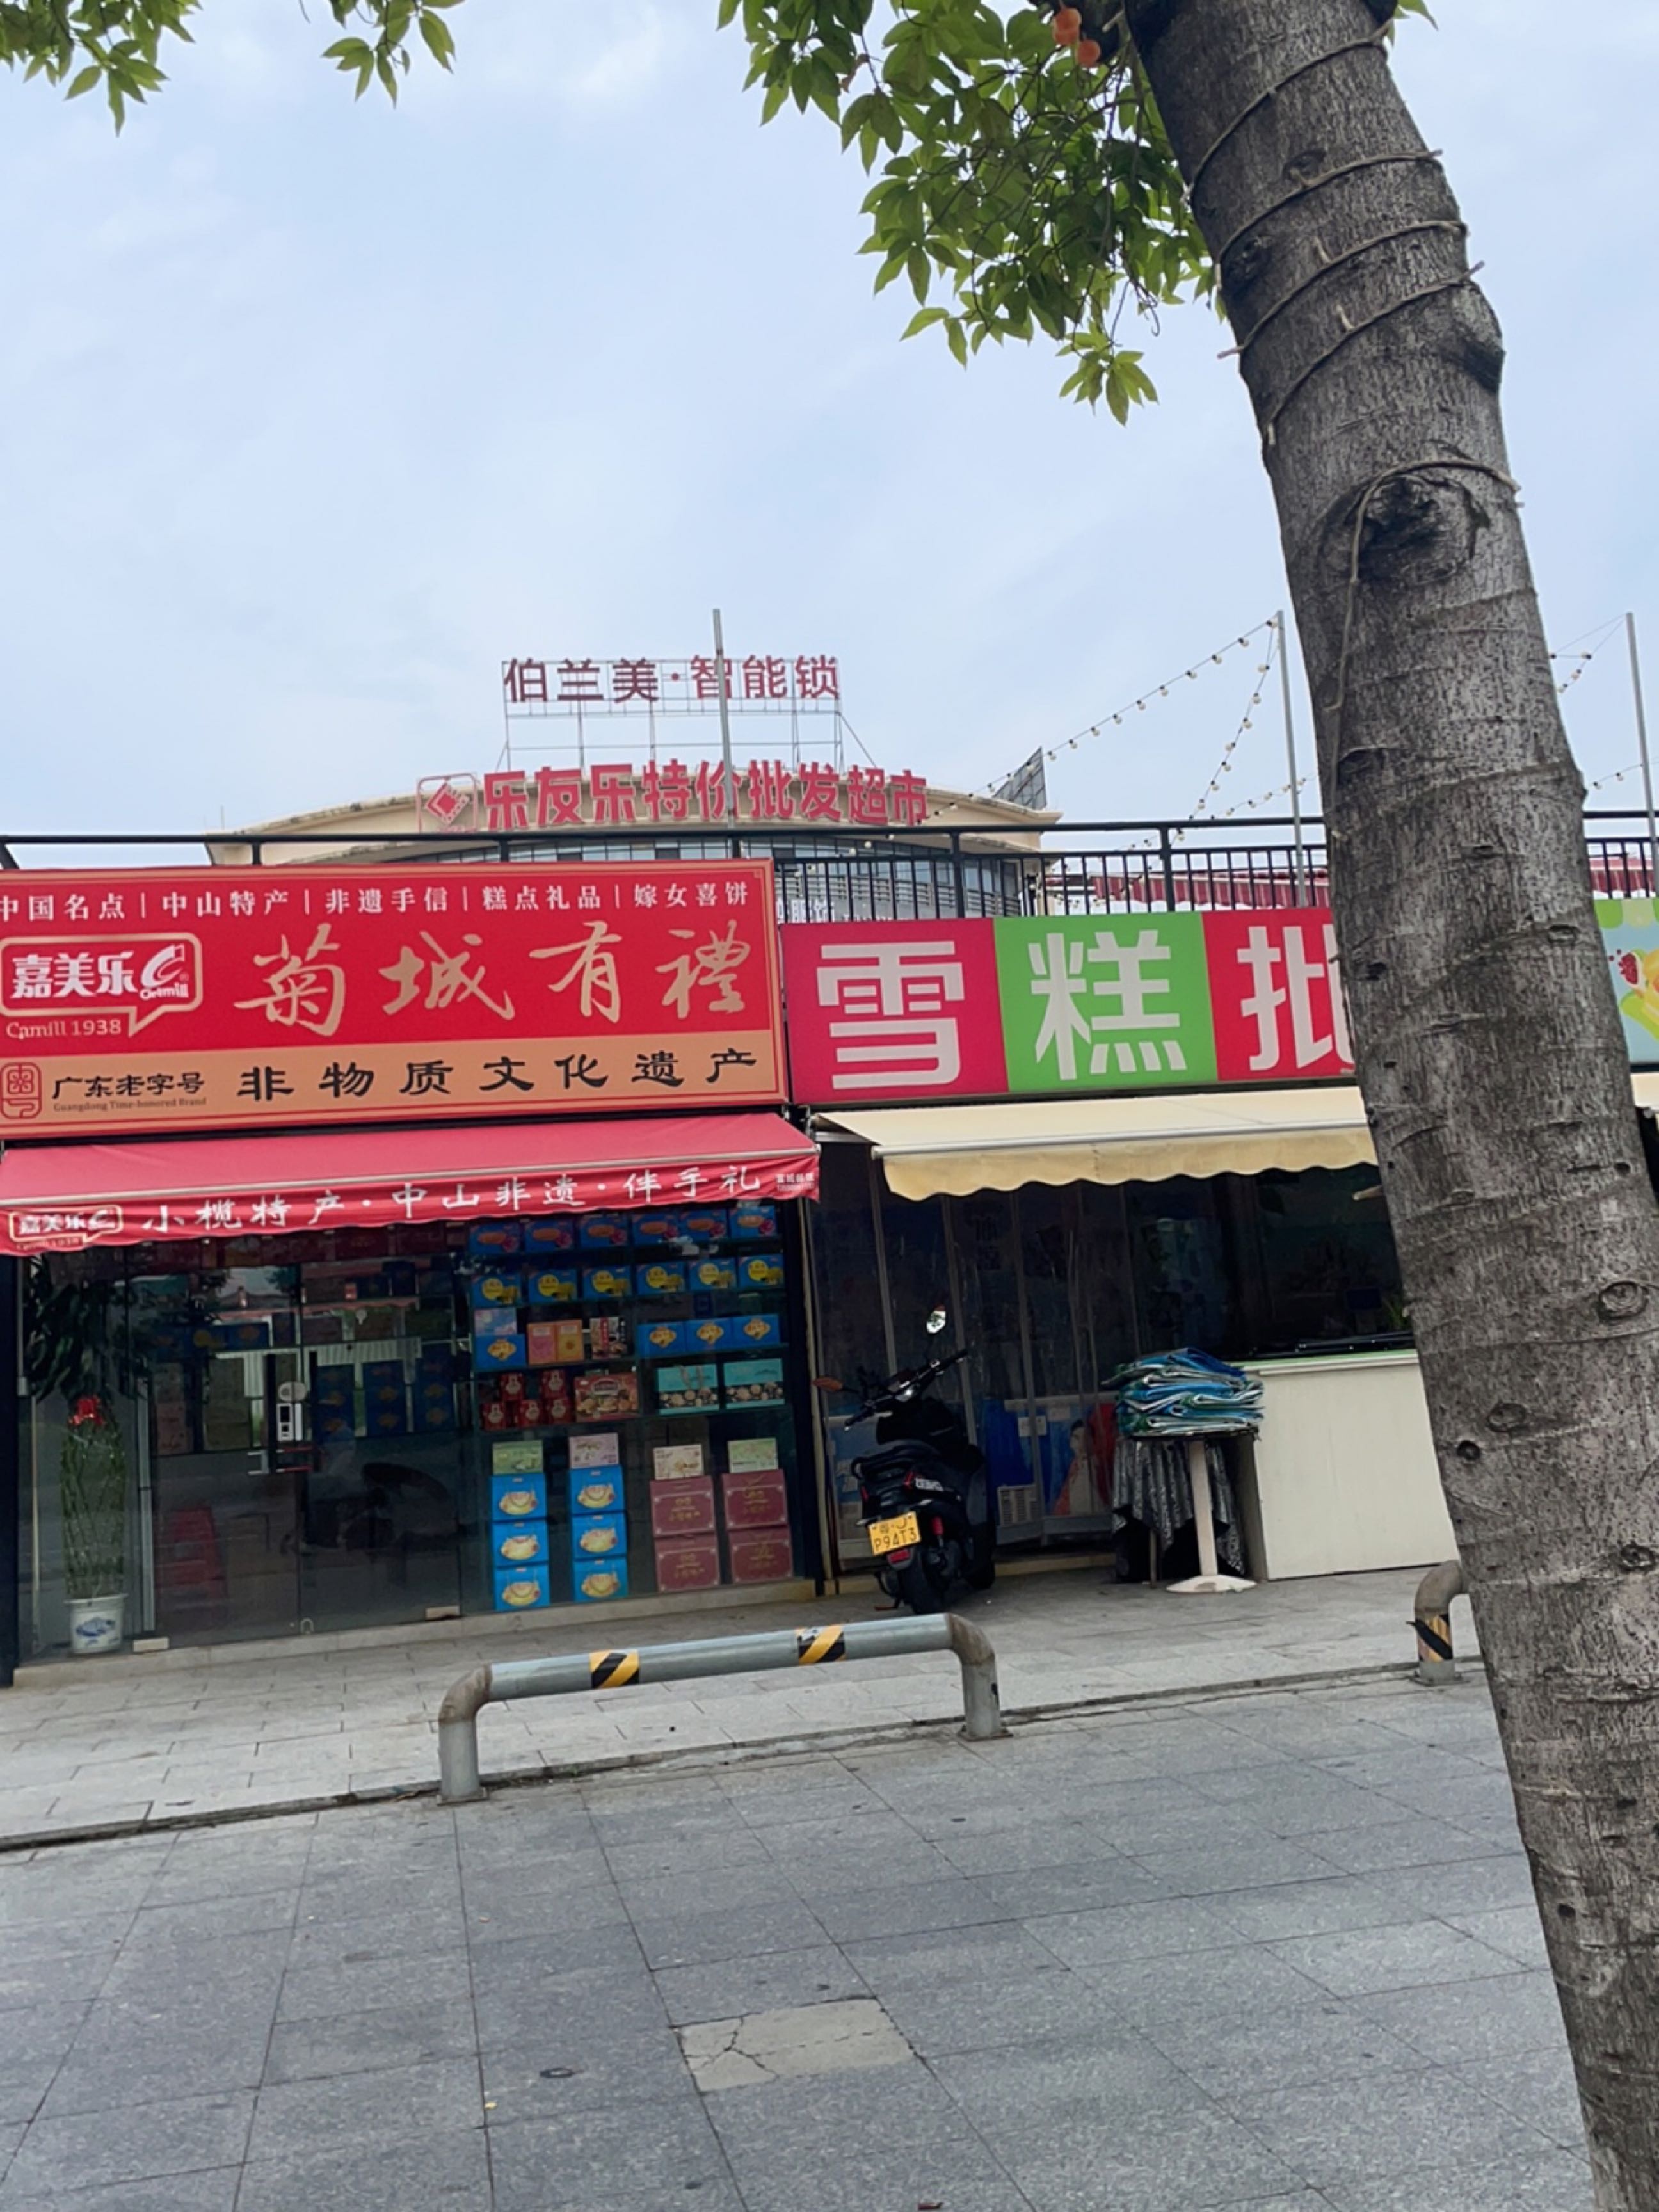 伯兰美·智能锁
乐友乐特价批发超市
中国名点|中山特产|非遗手信|糕点礼品|嫁女喜饼
嘉美乐
Camill
Camill 1938
菊城有禮
广东老字号
Guangdong Time-honored Brand
非物质文化遗产
雪糕批
嘉美乐
Camill 1938
小榄特产·中山非遗·伴手礼
P94T3